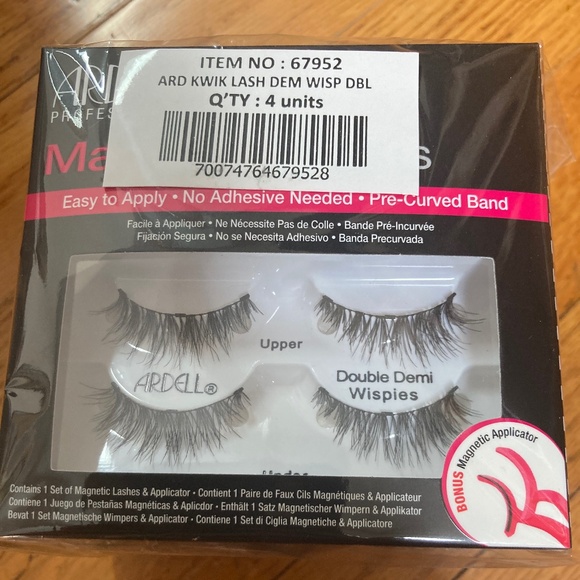 ITEM NO : 67952
ARD KWIK LASH DEM WISP DBL
Q'TY : 4 units
70074764679528
ARD
PROFES
Ma s
Easy to Apply • No Adhesive Needed • Pre-Curved Band
Facile à Appliquer • Ne Nécessite Pas de Colle • Bande Pré-Incurvée
Fijación Segura • No se Necesita Adhesivo • Banda Precurvada
Upper
ARDELL®
Double Demi
Wispies
BONUS Magnetic Applicator
Contains 1 Set of Magnetic Lashes & Applicator • Contient 1 Paire de Faux Cils Magnétiques & Applicateur
Contiene 1 Juego de Pestañas Magnéticas & Aplicdor • Enthält 1 Satz Magnetischer Wimpern & Applikator
Bevat 1 Set Magnetische Wimpers & Applicator • Contiene 1 Set di Ciglia Magnetiche & Applicatore